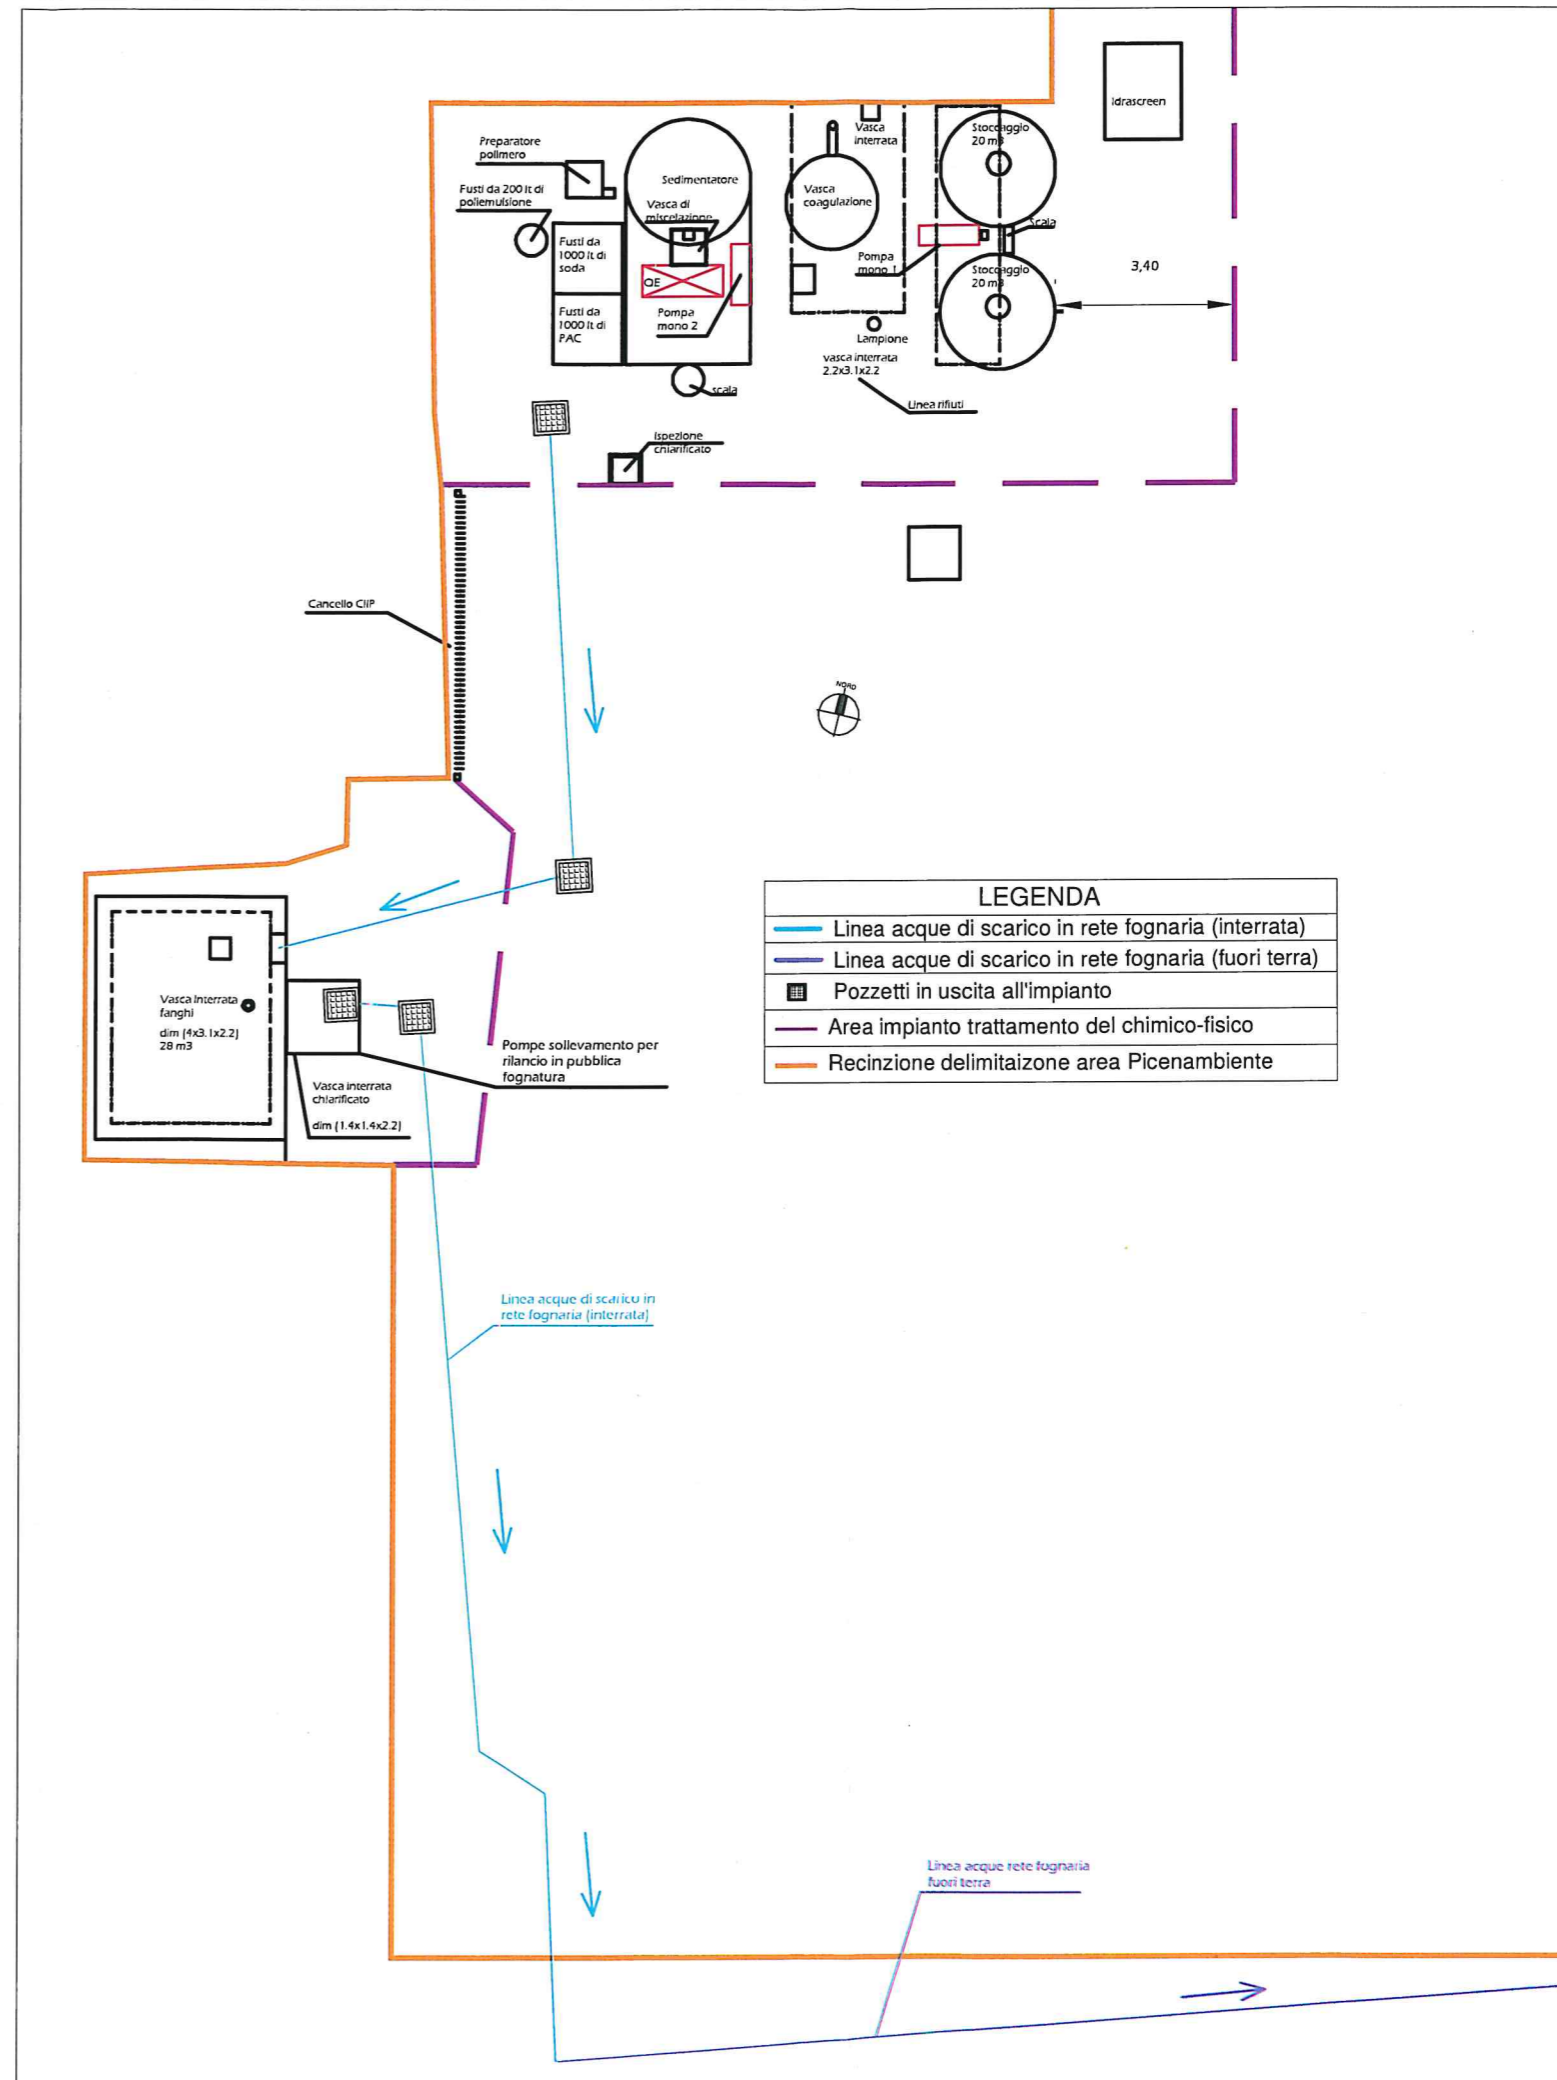 Idrascreen
Preparatore
polimero
Fusti da 200 lt di
poliemulsione
Sedimentatore
Vasca di
miscelazione
Fusti da
1000 lt di
soda
QE
Fusti da
1000 lt di
PAC
Pompa
mono 2
scala
Vasca
interrata
Vasca
coagulazione
Pompa
mono 1
Stoccaggio
20 m3
Scala
Stoccaggio
20 m3
3,40
Lampione
vasca interrata
2.2x3.1x2.2
Linea rifiuti
Ispezione
chiarificato
Cancello CIIP
NORD
LEGENDA
Linea acque di scarico in rete fognaria (interrata)
Linea acque di scarico in rete fognaria (fuori terra)
Pozzetti in uscita all'impianto
Area impianto trattamento del chimico-fisico
Recinzione delimitaizone area Picenambiente
Vasca Interrata
fanghi
dim (4x3.1x2.2)
28 m3
Vasca interrata
chiarificato
dim (1.4x1.4x2.2)
Pompe sollevamento per
rilancio in pubblica
fognatura
Linea acque di scarico in
rete fognaria (interrata)
Linea acque rete fognaria
fuori terra